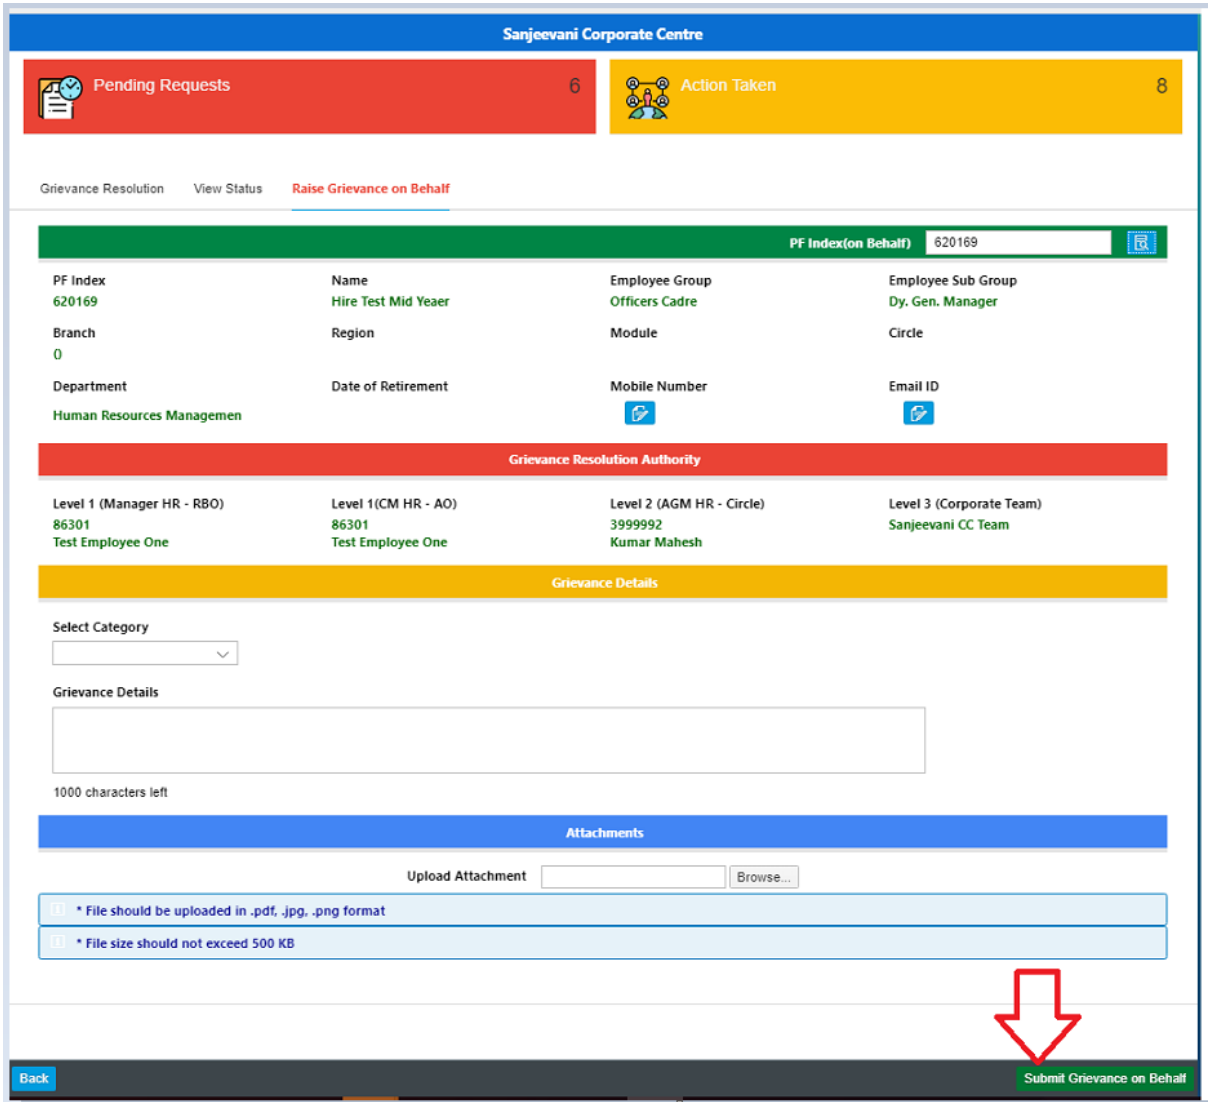 Sanjeevani Corporate Centre
Pending Requests 6 Action Taken 8
Grievance Resolution View Status Raise Grievance on Behalf
PF Index(on Behalf) 620169
PF Index Name Employee Group Employee Sub Group
620169 Hire Test Mid Yeaer Officers Cadre Dy. Gen. Manager
Branch Region Module Circle
()
Department Date of Retirement Mobile Number Email ID
Human Resources Managemen
Grievance Resolution Authority
Level 1 (Manager HR - RBO) Level 1(CM HR - AO) Level 2 (AGM HR - Circle) Level 3 (Corporate Team)
86301 86301 3999992 Sanjeevani CC Team
Test Employee One Test Employee One Kumar Mahesh
Grievance Details
Select Category
Grievance Details
1000 characters left
Attachments
Upload Attachment Browse...
* File should be uploaded in .pdf, .jpg, .png format
* File size should not exceed 500 KB
Back Submit Grievance on Behalf